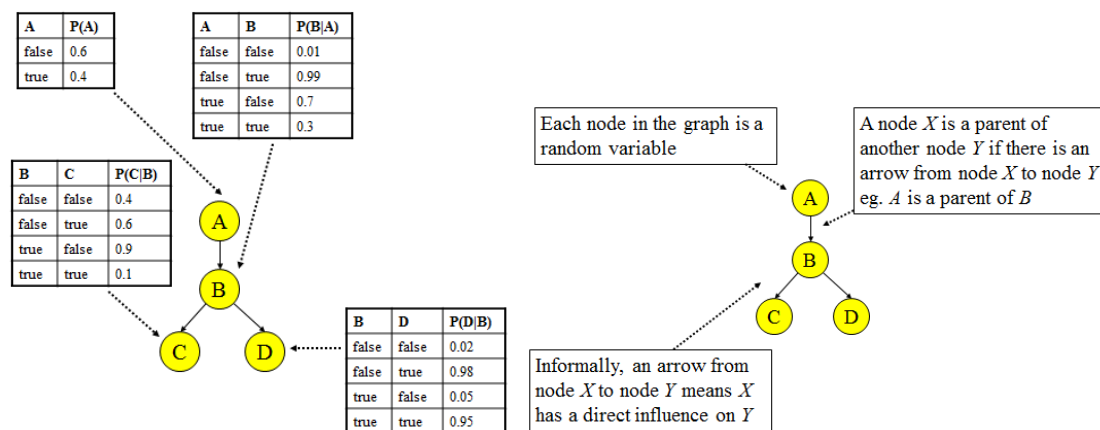 A P(A)
false 0.6
true 0.4
A B P(B|A)
false false 0.01
false true 0.99
true false 0.7
true true 0.3
B C P(C|B)
false false 0.4
false true 0.6
true false 0.9
true true 0.1
A
B
C D
B D P(D|B)
false false 0.02
false true 0.98
true false 0.05
true true 0.95
Each node in the graph is a
random variable
A node X is a parent of
another node Y if there is an
arrow from node X to node Y
eg. A is a parent of B
A
B
C D
Informally, an arrow from
node X to node Y means X
has a direct influence on Y